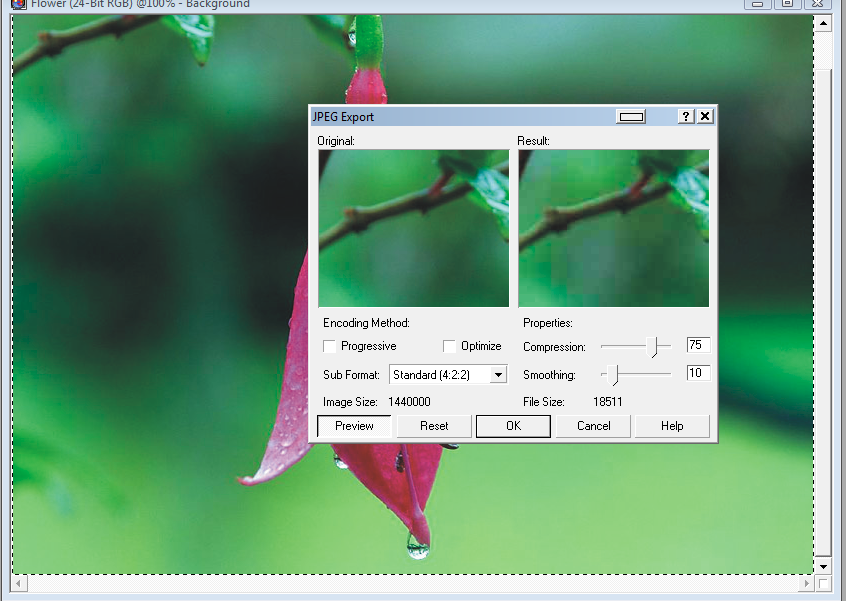 Flower (24-Bit RGB) @100% - Background
JPEG Export
Original: Result:
Encoding Method: Properties:
Progressive Optimize Compression: 75
Sub Format: Standard (4:2:2) Smoothing: 10
Image Size: 1440000 File Size: 18511
Preview Reset OK Cancel Help